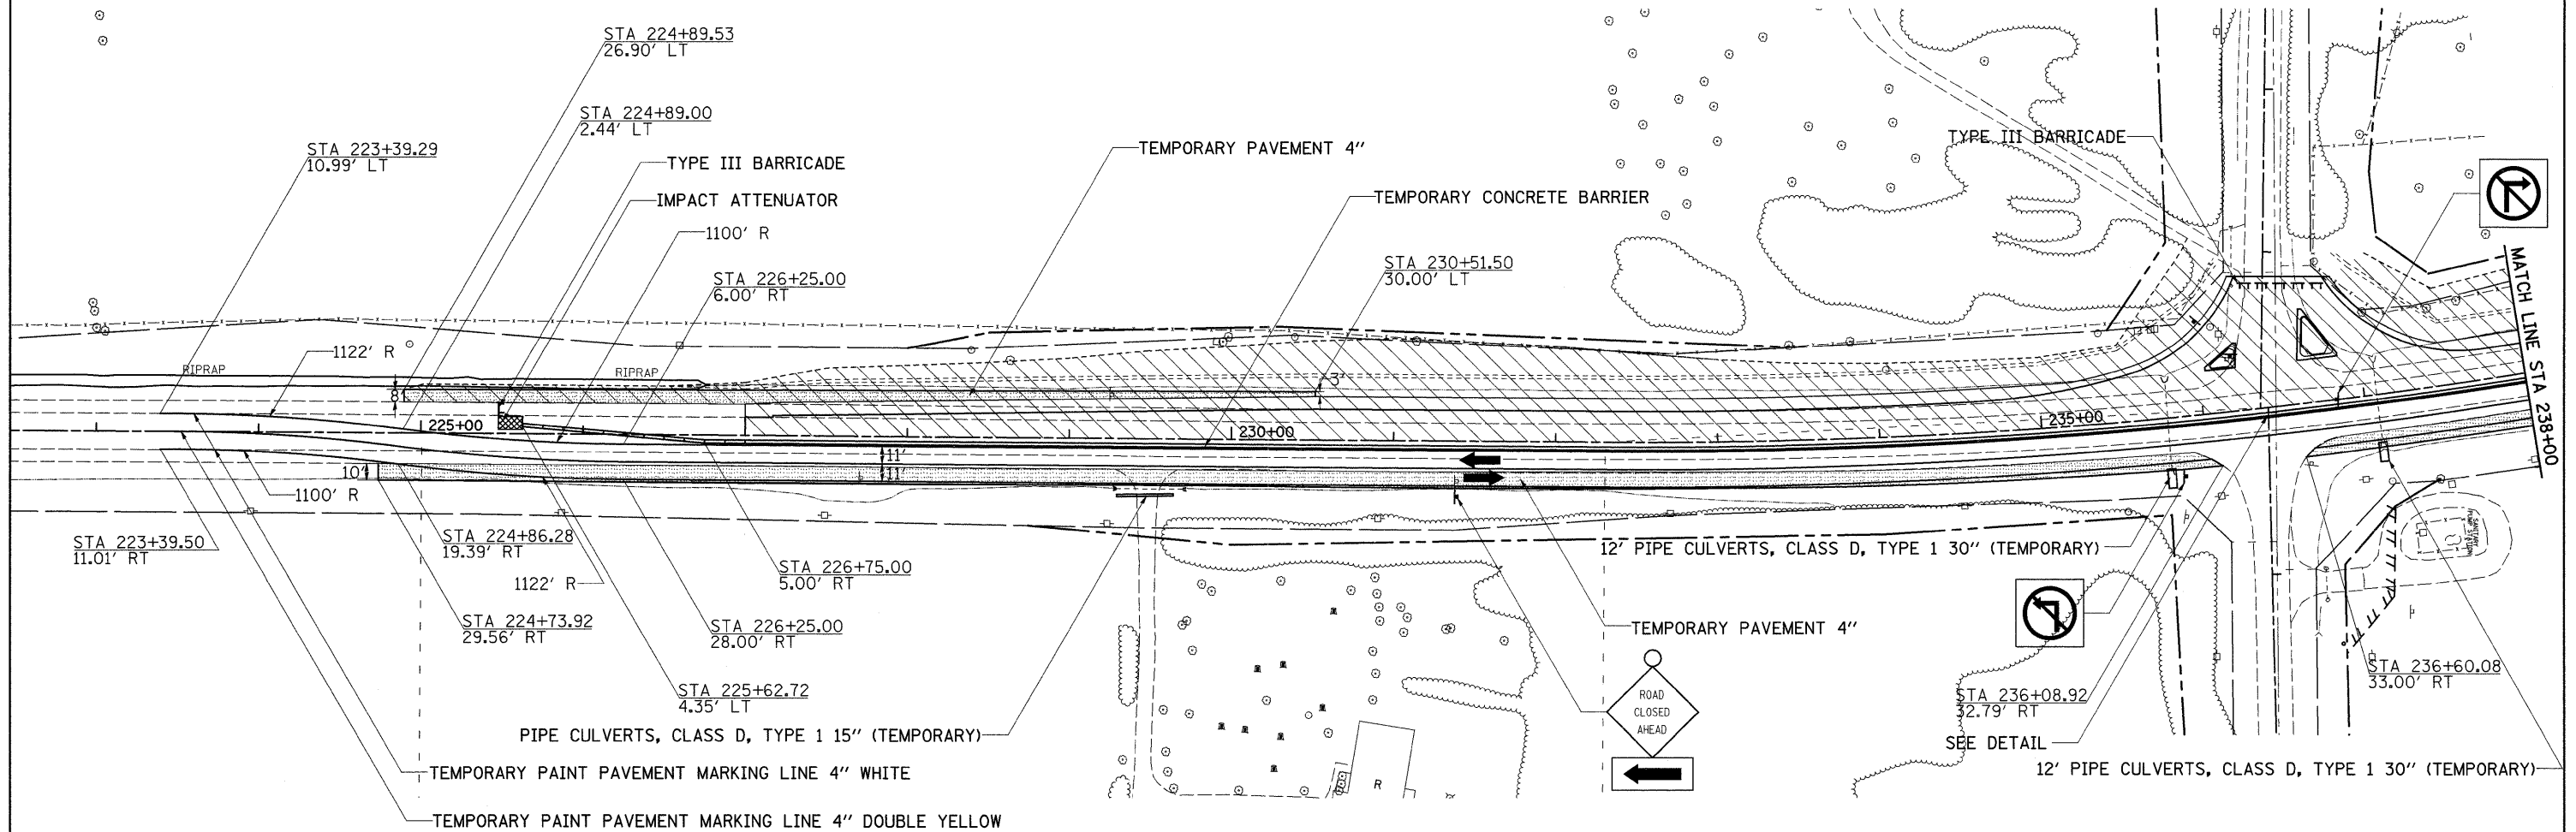 STA 224+89.53
26.90' LT
STA 224+89.00
2.44' LT
STA 223+39.29
10.99' LT
TYPE III BARRICADE
IMPACT ATTENUATOR
1100' R
STA 226+25.00
6.00' RT
TEMPORARY PAVEMENT 4"
TEMPORARY CONCRETE BARRIER
STA 230+51.50
30.00' LT
TYPE III BARRICADE
MATCH LINE STA 238+00
1122' R
RIPRAP
RIPRAP
8'
3'
225+00
230+00
235+00
11'
11'
10'
1100' R
STA 223+39.50
11.01' RT
STA 224+86.28
19.39' RT
1122' R
STA 226+75.00
5.00' RT
STA 224+73.92
29.56' RT
STA 226+25.00
28.00' RT
STA 225+62.72
4.35' LT
PIPE CULVERTS, CLASS D, TYPE 1 15" (TEMPORARY)
TEMPORARY PAINT PAVEMENT MARKING LINE 4" WHITE
TEMPORARY PAINT PAVEMENT MARKING LINE 4" DOUBLE YELLOW
12' PIPE CULVERTS, CLASS D, TYPE 1 30" (TEMPORARY)
TEMPORARY PAVEMENT 4"
ROAD
CLOSED
AHEAD
R
SANITARY
PUMP STATION
STA 236+60.08
33.00' RT
STA 236+08.92
32.79' RT
SEE DETAIL
12' PIPE CULVERTS, CLASS D, TYPE 1 30" (TEMPORARY)